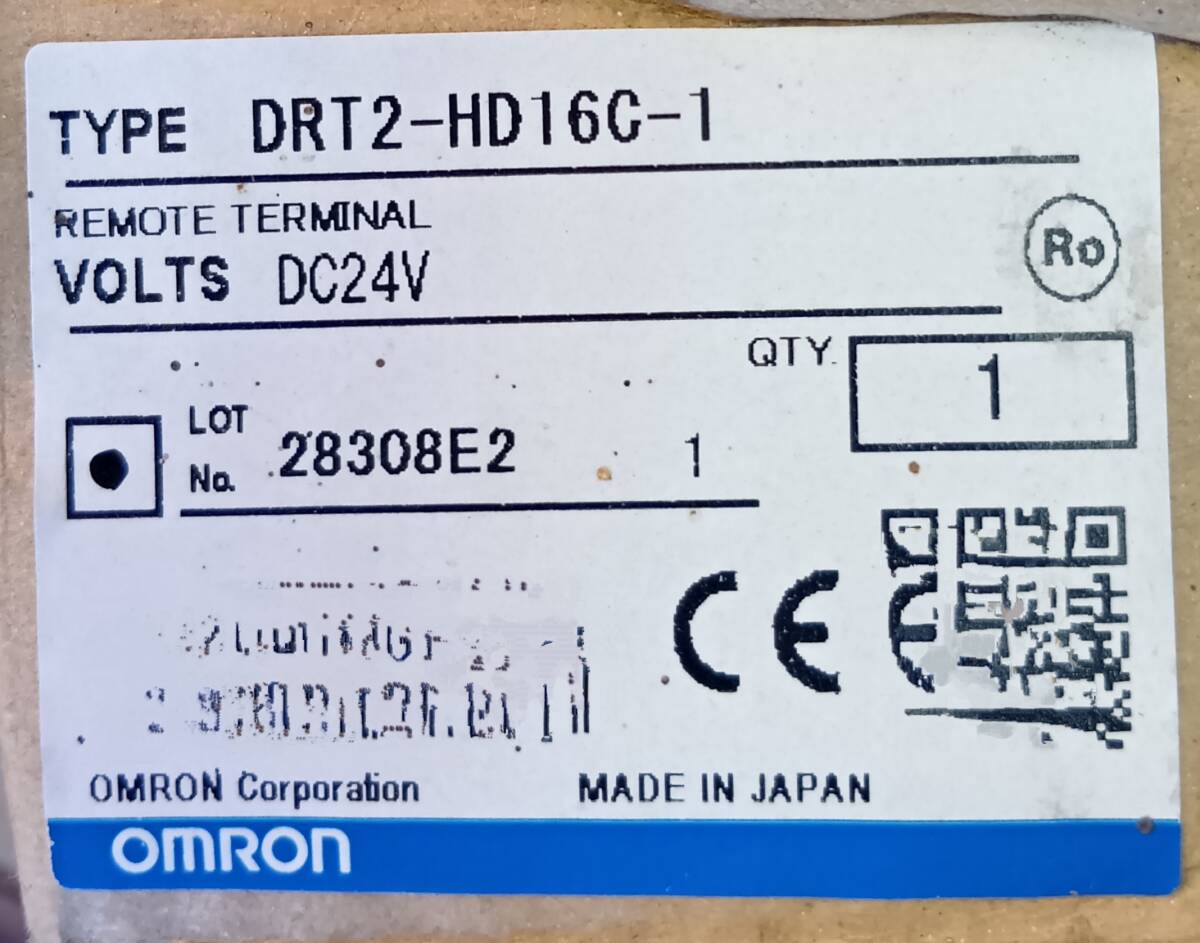 TYPE DRT2-HD16C-1
REMOTE TERMINAL
VOLTS DC24V
Ro
QTY. 1
LOT No. 28308E2 1
CE
OMRON Corporation MADE IN JAPAN
OMRON